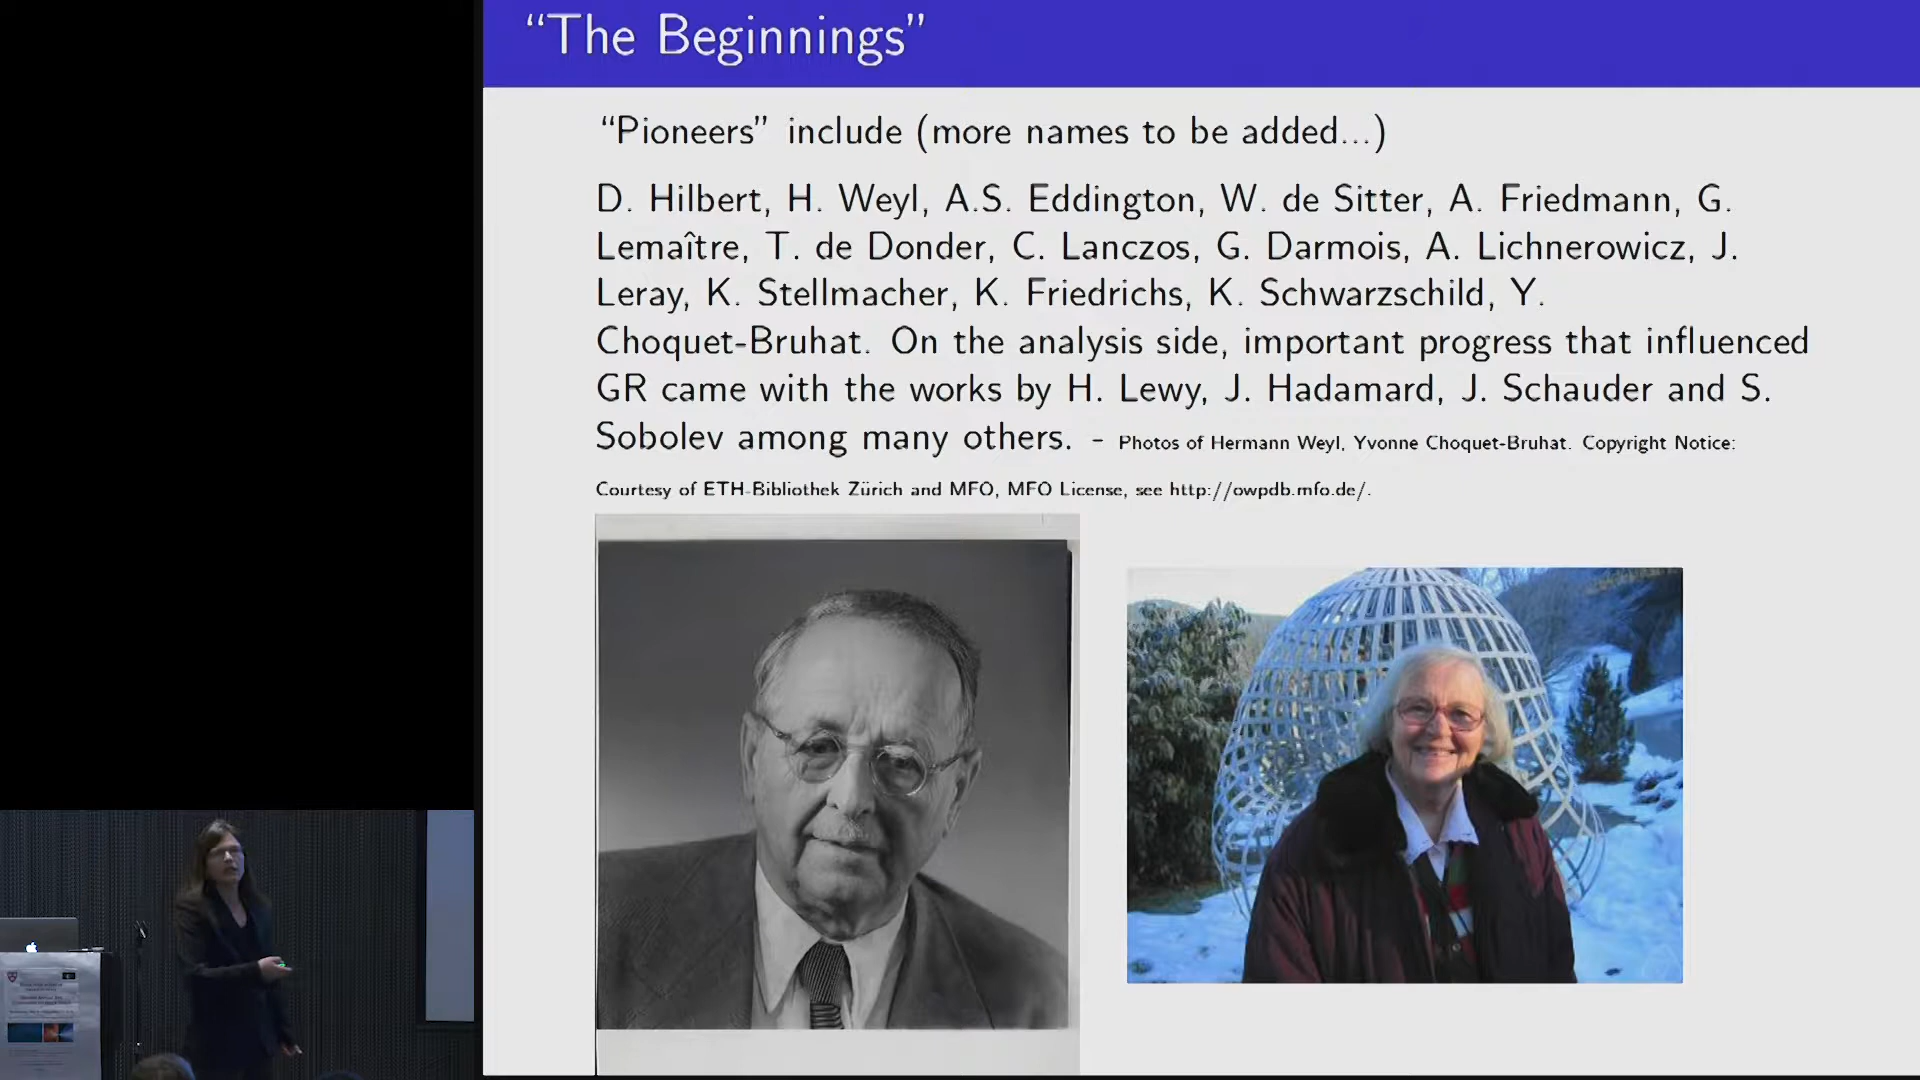 “The Beginnings”
“Pioneers” include (more names to be added...)
D. Hilbert, H. Weyl, A.S. Eddington, W. de Sitter, A. Friedmann, G.
Lemaître, T. de Donder, C. Lanczos, G. Darmois, A. Lichnerowicz, J.
Leray, K. Stellmacher, K. Friedrichs, K. Schwarzschild, Y.
Choquet-Bruhat. On the analysis side, important progress that influenced
GR came with the works by H. Lewy, J. Hadamard, J. Schauder and S.
Sobolev among many others. – Photos of Hermann Weyl, Yvonne Choquet-Bruhat. Copyright Notice:
Courtesy of ETH-Bibliothek Zürich and MFO, MFO License, see http://owpdb.mfo.de/.